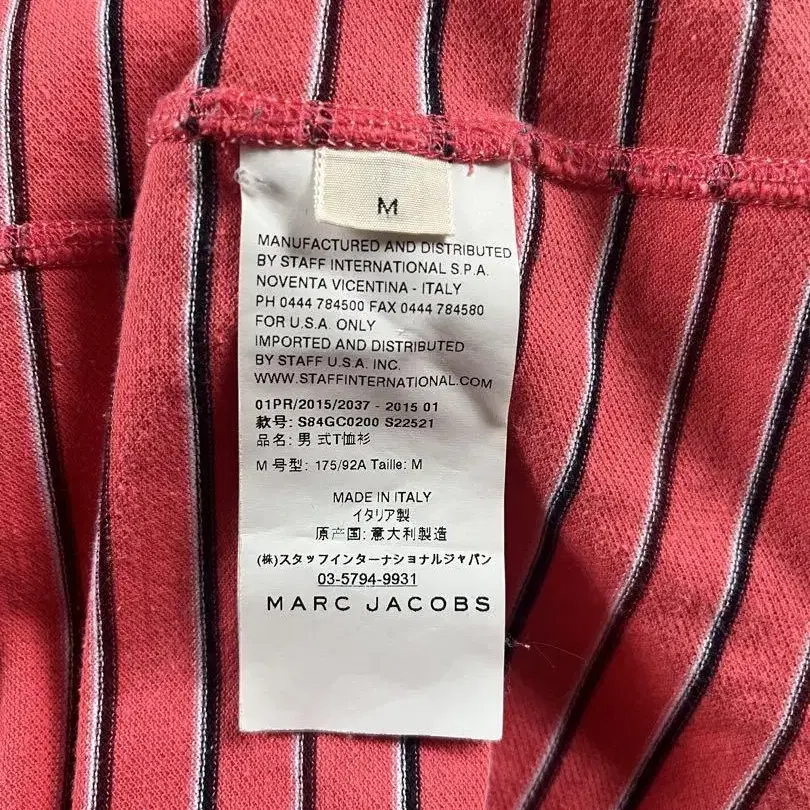 M
MANUFACTURED AND DISTRIBUTED
BY STAFF INTERNATIONAL S.P.A.
NOVENTA VICENTINA - ITALY
PH 0444 784500 FAX 0444 784580
FOR U.S.A. ONLY
IMPORTED AND DISTRIBUTED
BY STAFF U.S.A. INC.
WWW.STAFFINTERNATIONAL.COM
01PR/2015/2037 - 2015 01
款号: S84GC0200 S22521
品名: 男 式T恤衫
M 号型: 175/92A Taille: M
MADE IN ITALY
イタリア製
原产国: 意大利製造
(株)スタッフインターナショナルジャパン
03-5794-9931
MARC JACOBS